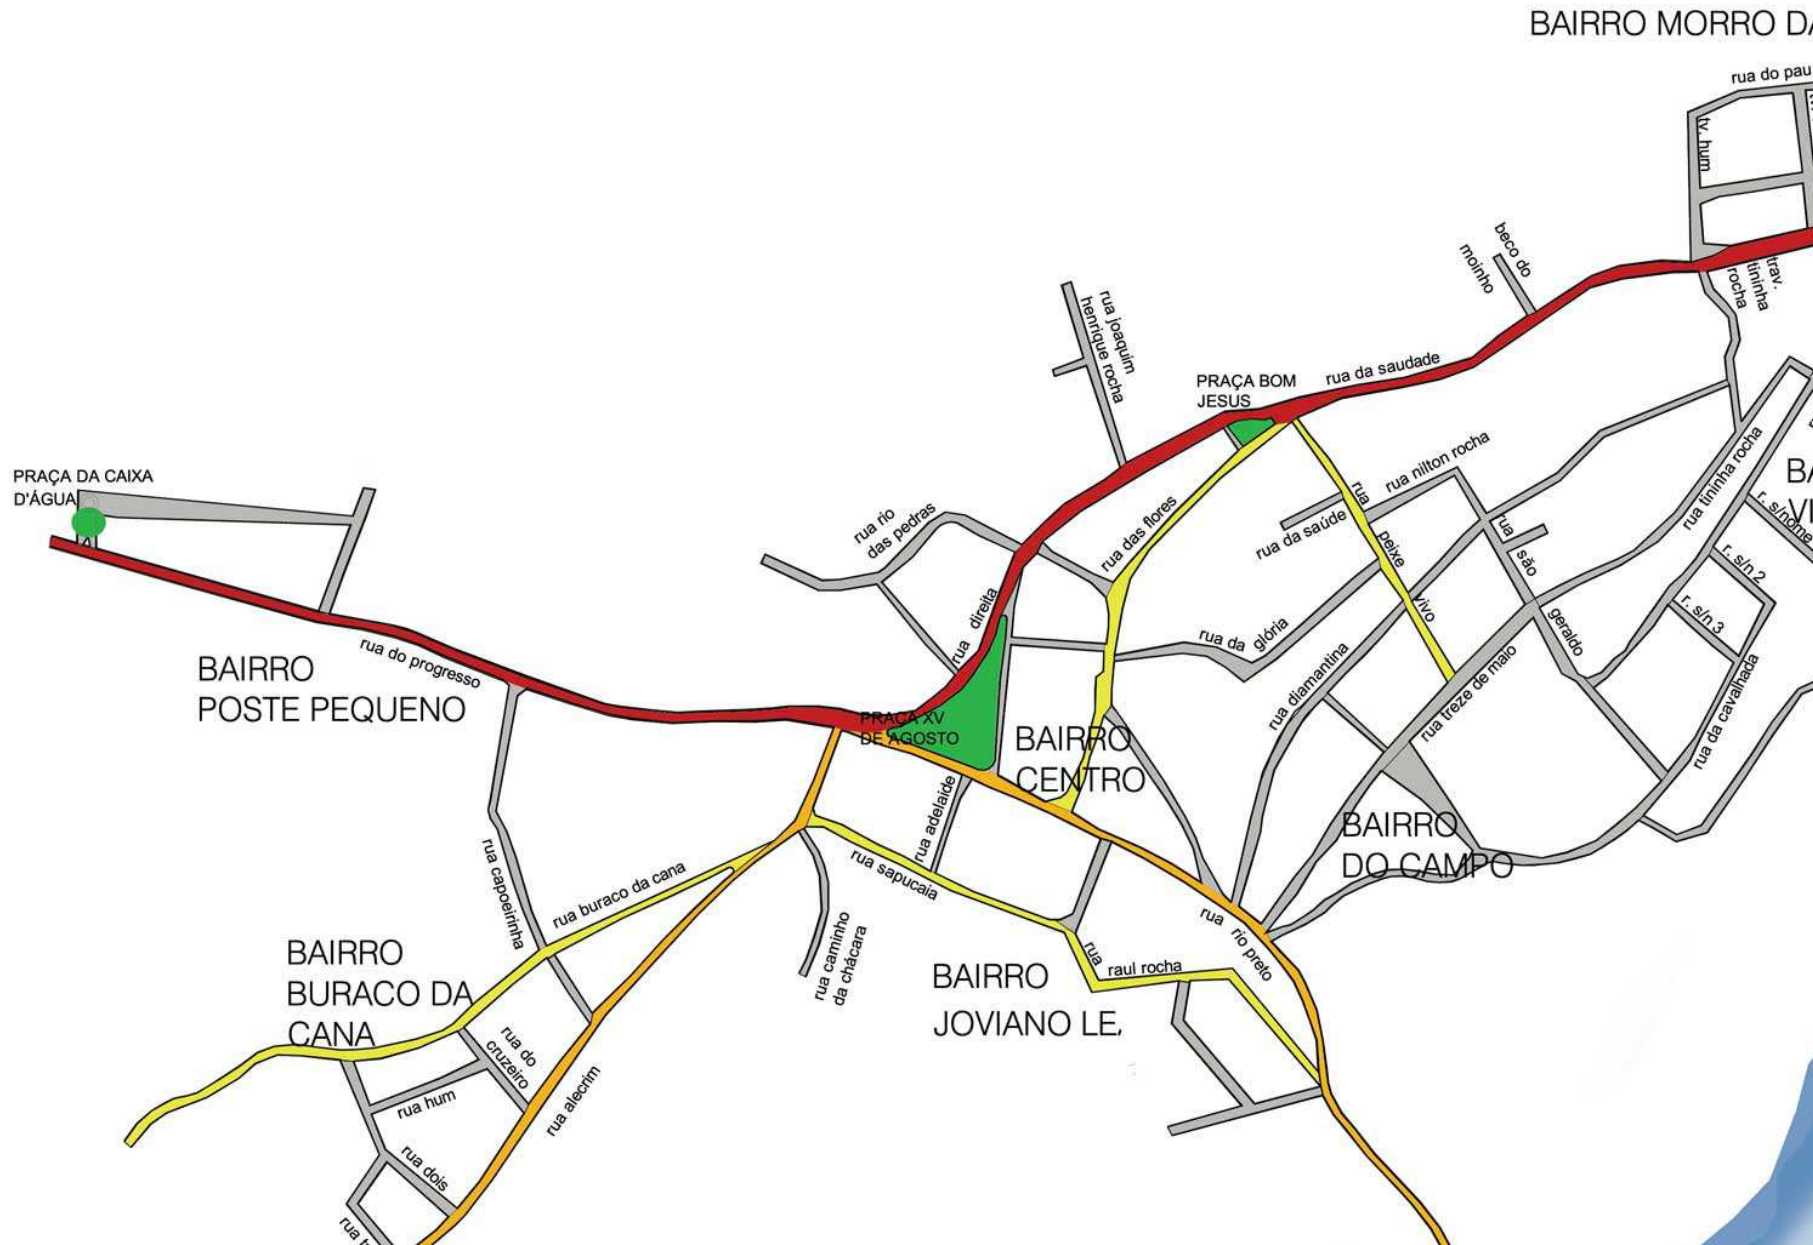 BAIRRO MORRO DA
rua do pau
tv. hum
beco do
moinho
trav.
tininha
rocha
rua joaquim
henrique rocha
rua da saudade
PRAÇA BOM
JESUS
PRAÇA DA CAIXA
D'ÁGUA
rua nilton rocha
rua tininha rocha
r. s/nome
rua rio
das pedras
rua das flores
rua da saúde
rua
peixe
vivo
rua
são
geraldo
r. s/n 2
r. s/n 3
rua
direita
rua da
glória
rua do progresso
BAIRRO
POSTE PEQUENO
rua diamantina
rua treze de maio
rua da cavalhada
PRAÇA XV
DE AGOSTO
BAIRRO
CENTRO
rua adelaide
BAIRRO
DO CAMPO
rua capoeirinha
rua buraco da cana
rua sapucaia
rua caminho
da chácara
rua
rio preto
rua
raul rocha
BAIRRO
BURACO DA
CANA
BAIRRO
JOVIANO LE
rua do
cruzeiro
rua alecrim
rua hum
rua dois
rua